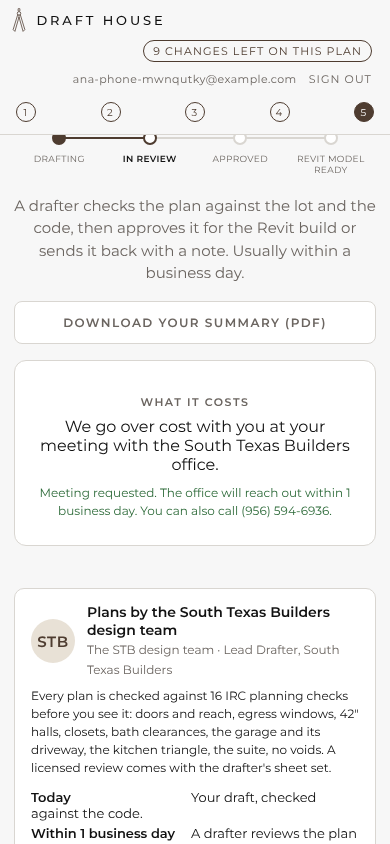 DRAFT HOUSE
9 CHANGES LEFT ON THIS PLAN
ana-phone-mwnqutky@example.com SIGN OUT
1 2 3 4 5
DRAFTING IN REVIEW APPROVED REVIT MODEL
READY
A drafter checks the plan against the lot and the
code, then approves it for the Revit build or
sends it back with a note. Usually within a
business day.
DOWNLOAD YOUR SUMMARY (PDF)
WHAT IT COSTS
We go over cost with you at your
meeting with the South Texas Builders
office.
Meeting requested. The office will reach out within 1
business day. You can also call (956) 594-6936.
STB
Plans by the South Texas Builders
design team
The STB design team · Lead Drafter, South
Texas Builders
Every plan is checked against 16 IRC planning checks
before you see it: doors and reach, egress windows, 42"
halls, closets, bath clearances, the garage and its
driveway, the kitchen triangle, the suite, no voids. A
licensed review comes with the drafter's sheet set.
Today Your draft, checked
against the code.
Within 1 business day A drafter reviews the plan